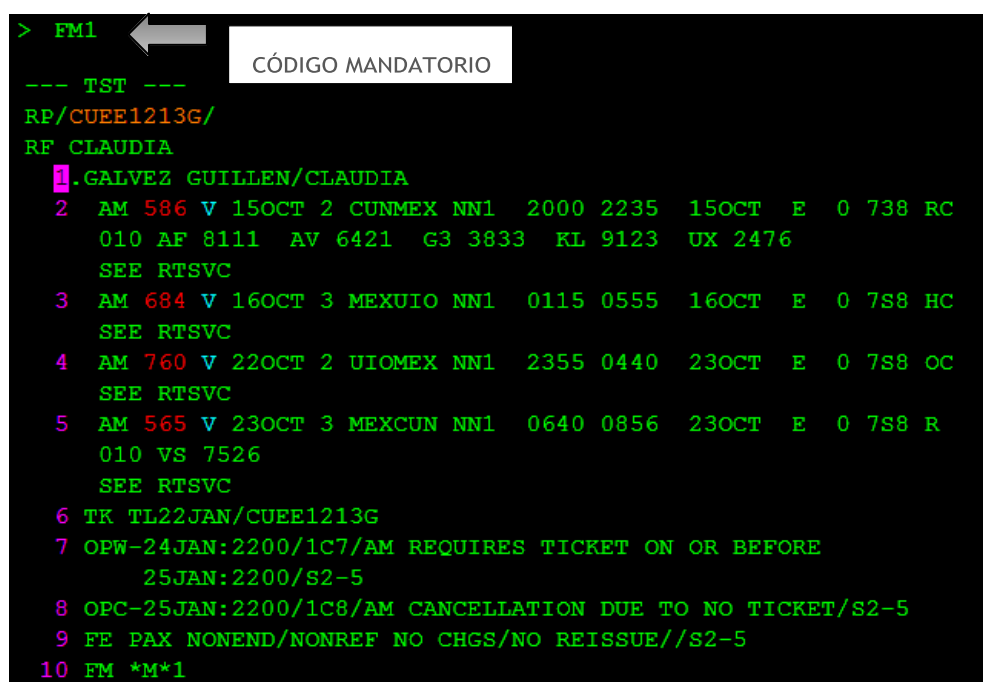 > FM1
CÓDIGO MANDATORIO
--- TST ---
RP/CUEE1213G/
RF CLAUDIA
1.GALVEZ GUILLEN/CLAUDIA
2 AM 586 V 15OCT 2 CUNMEX NN1 2000 2235 15OCT E 0 738 RC
010 AF 8111 AV 6421 G3 3833 KL 9123 UX 2476
SEE RTSVC
3 AM 684 V 16OCT 3 MEXUIO NN1 0115 0555 16OCT E 0 7S8 HC
SEE RTSVC
4 AM 760 V 22OCT 2 UIOMEX NN1 2355 0440 23OCT E 0 7S8 OC
SEE RTSVC
5 AM 565 V 23OCT 3 MEXCUN NN1 0640 0856 23OCT E 0 7S8 R
010 VS 7526
SEE RTSVC
6 TK TL22JAN/CUEE1213G
7 OPW-24JAN:2200/1C7/AM REQUIRES TICKET ON OR BEFORE
25JAN:2200/S2-5
8 OPC-25JAN:2200/1C8/AM CANCELLATION DUE TO NO TICKET/S2-5
9 FE PAX NONEND/NONREF NO CHGS/NO REISSUE//S2-5
10 FM *M*1